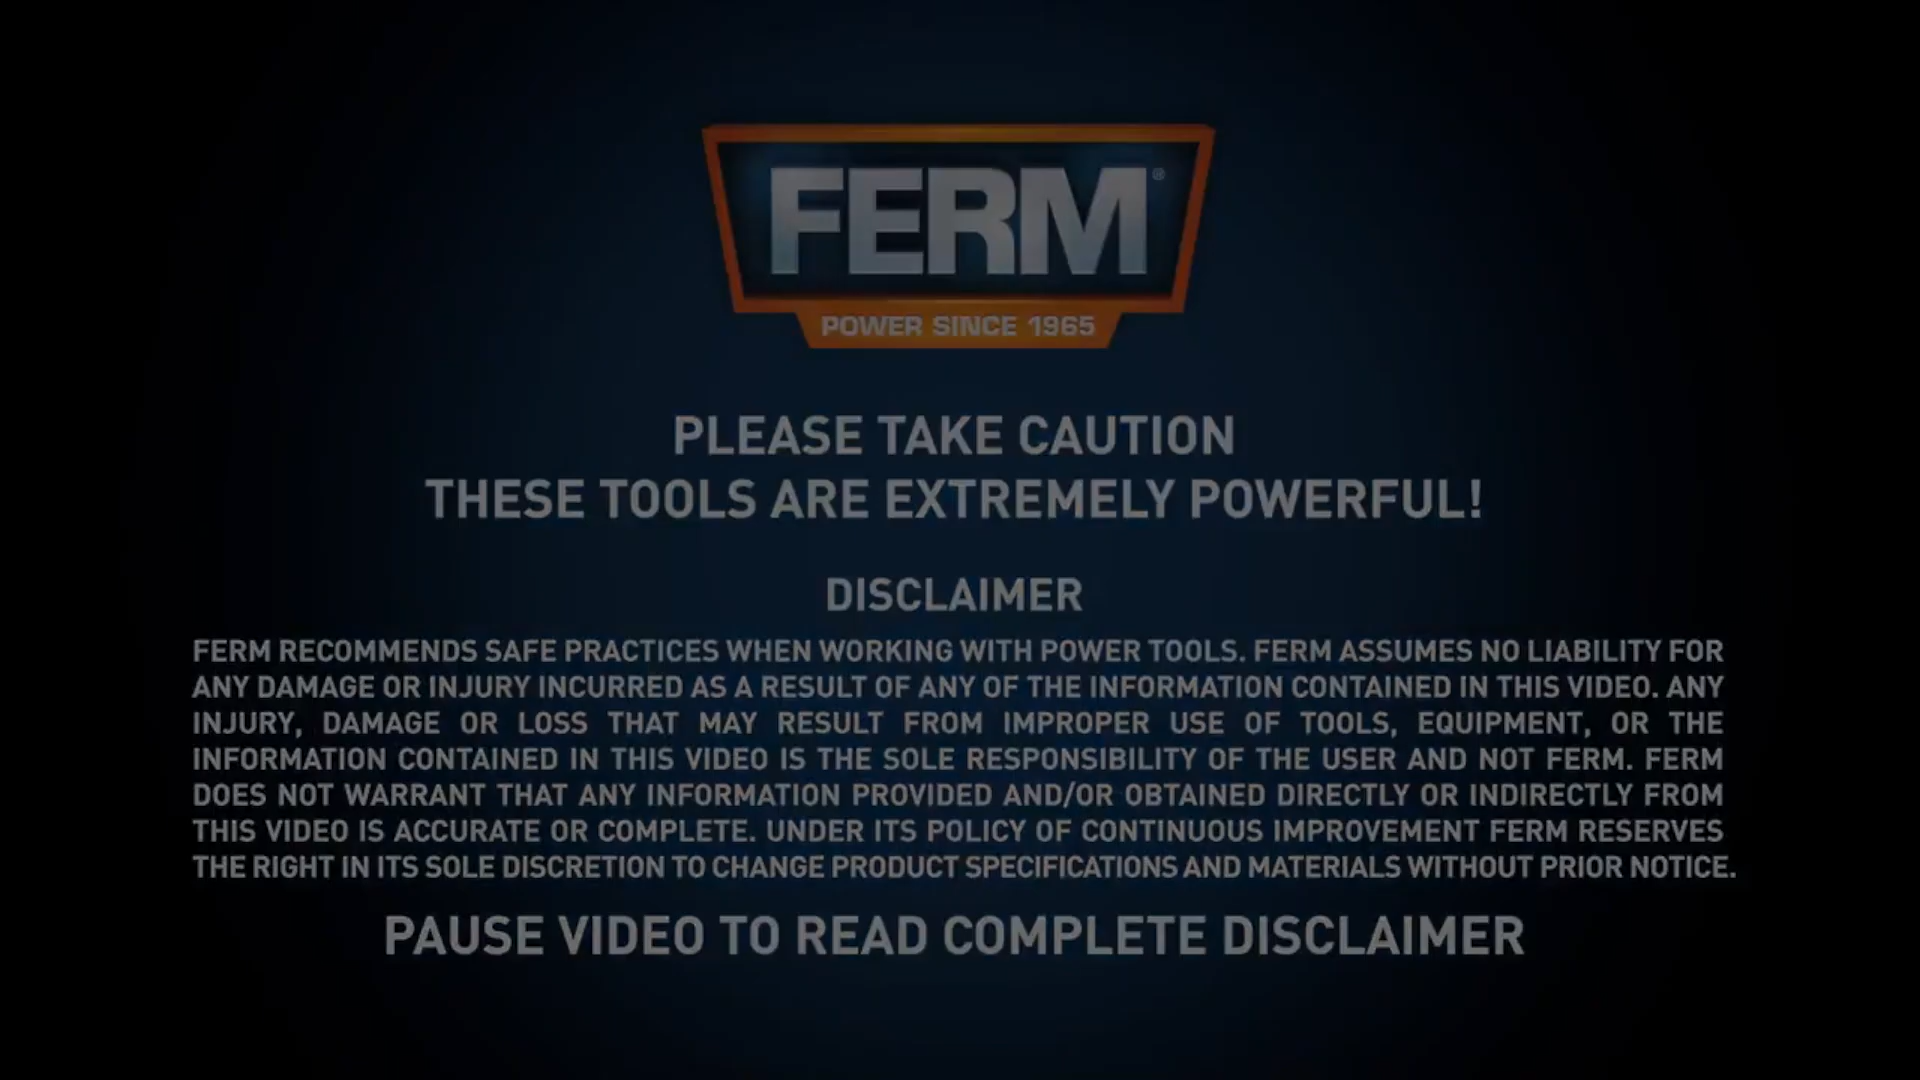 FERM®
POWER SINCE 1965
PLEASE TAKE CAUTION
THESE TOOLS ARE EXTREMELY POWERFUL!
DISCLAIMER
FERM RECOMMENDS SAFE PRACTICES WHEN WORKING WITH POWER TOOLS. FERM ASSUMES NO LIABILITY FOR
ANY DAMAGE OR INJURY INCURRED AS A RESULT OF ANY OF THE INFORMATION CONTAINED IN THIS VIDEO. ANY
INJURY, DAMAGE OR LOSS THAT MAY RESULT FROM IMPROPER USE OF TOOLS, EQUIPMENT, OR THE
INFORMATION CONTAINED IN THIS VIDEO IS THE SOLE RESPONSIBILITY OF THE USER AND NOT FERM. FERM
DOES NOT WARRANT THAT ANY INFORMATION PROVIDED AND/OR OBTAINED DIRECTLY OR INDIRECTLY FROM
THIS VIDEO IS ACCURATE OR COMPLETE. UNDER ITS POLICY OF CONTINUOUS IMPROVEMENT FERM RESERVES
THE RIGHT IN ITS SOLE DISCRETION TO CHANGE PRODUCT SPECIFICATIONS AND MATERIALS WITHOUT PRIOR NOTICE.
PAUSE VIDEO TO READ COMPLETE DISCLAIMER